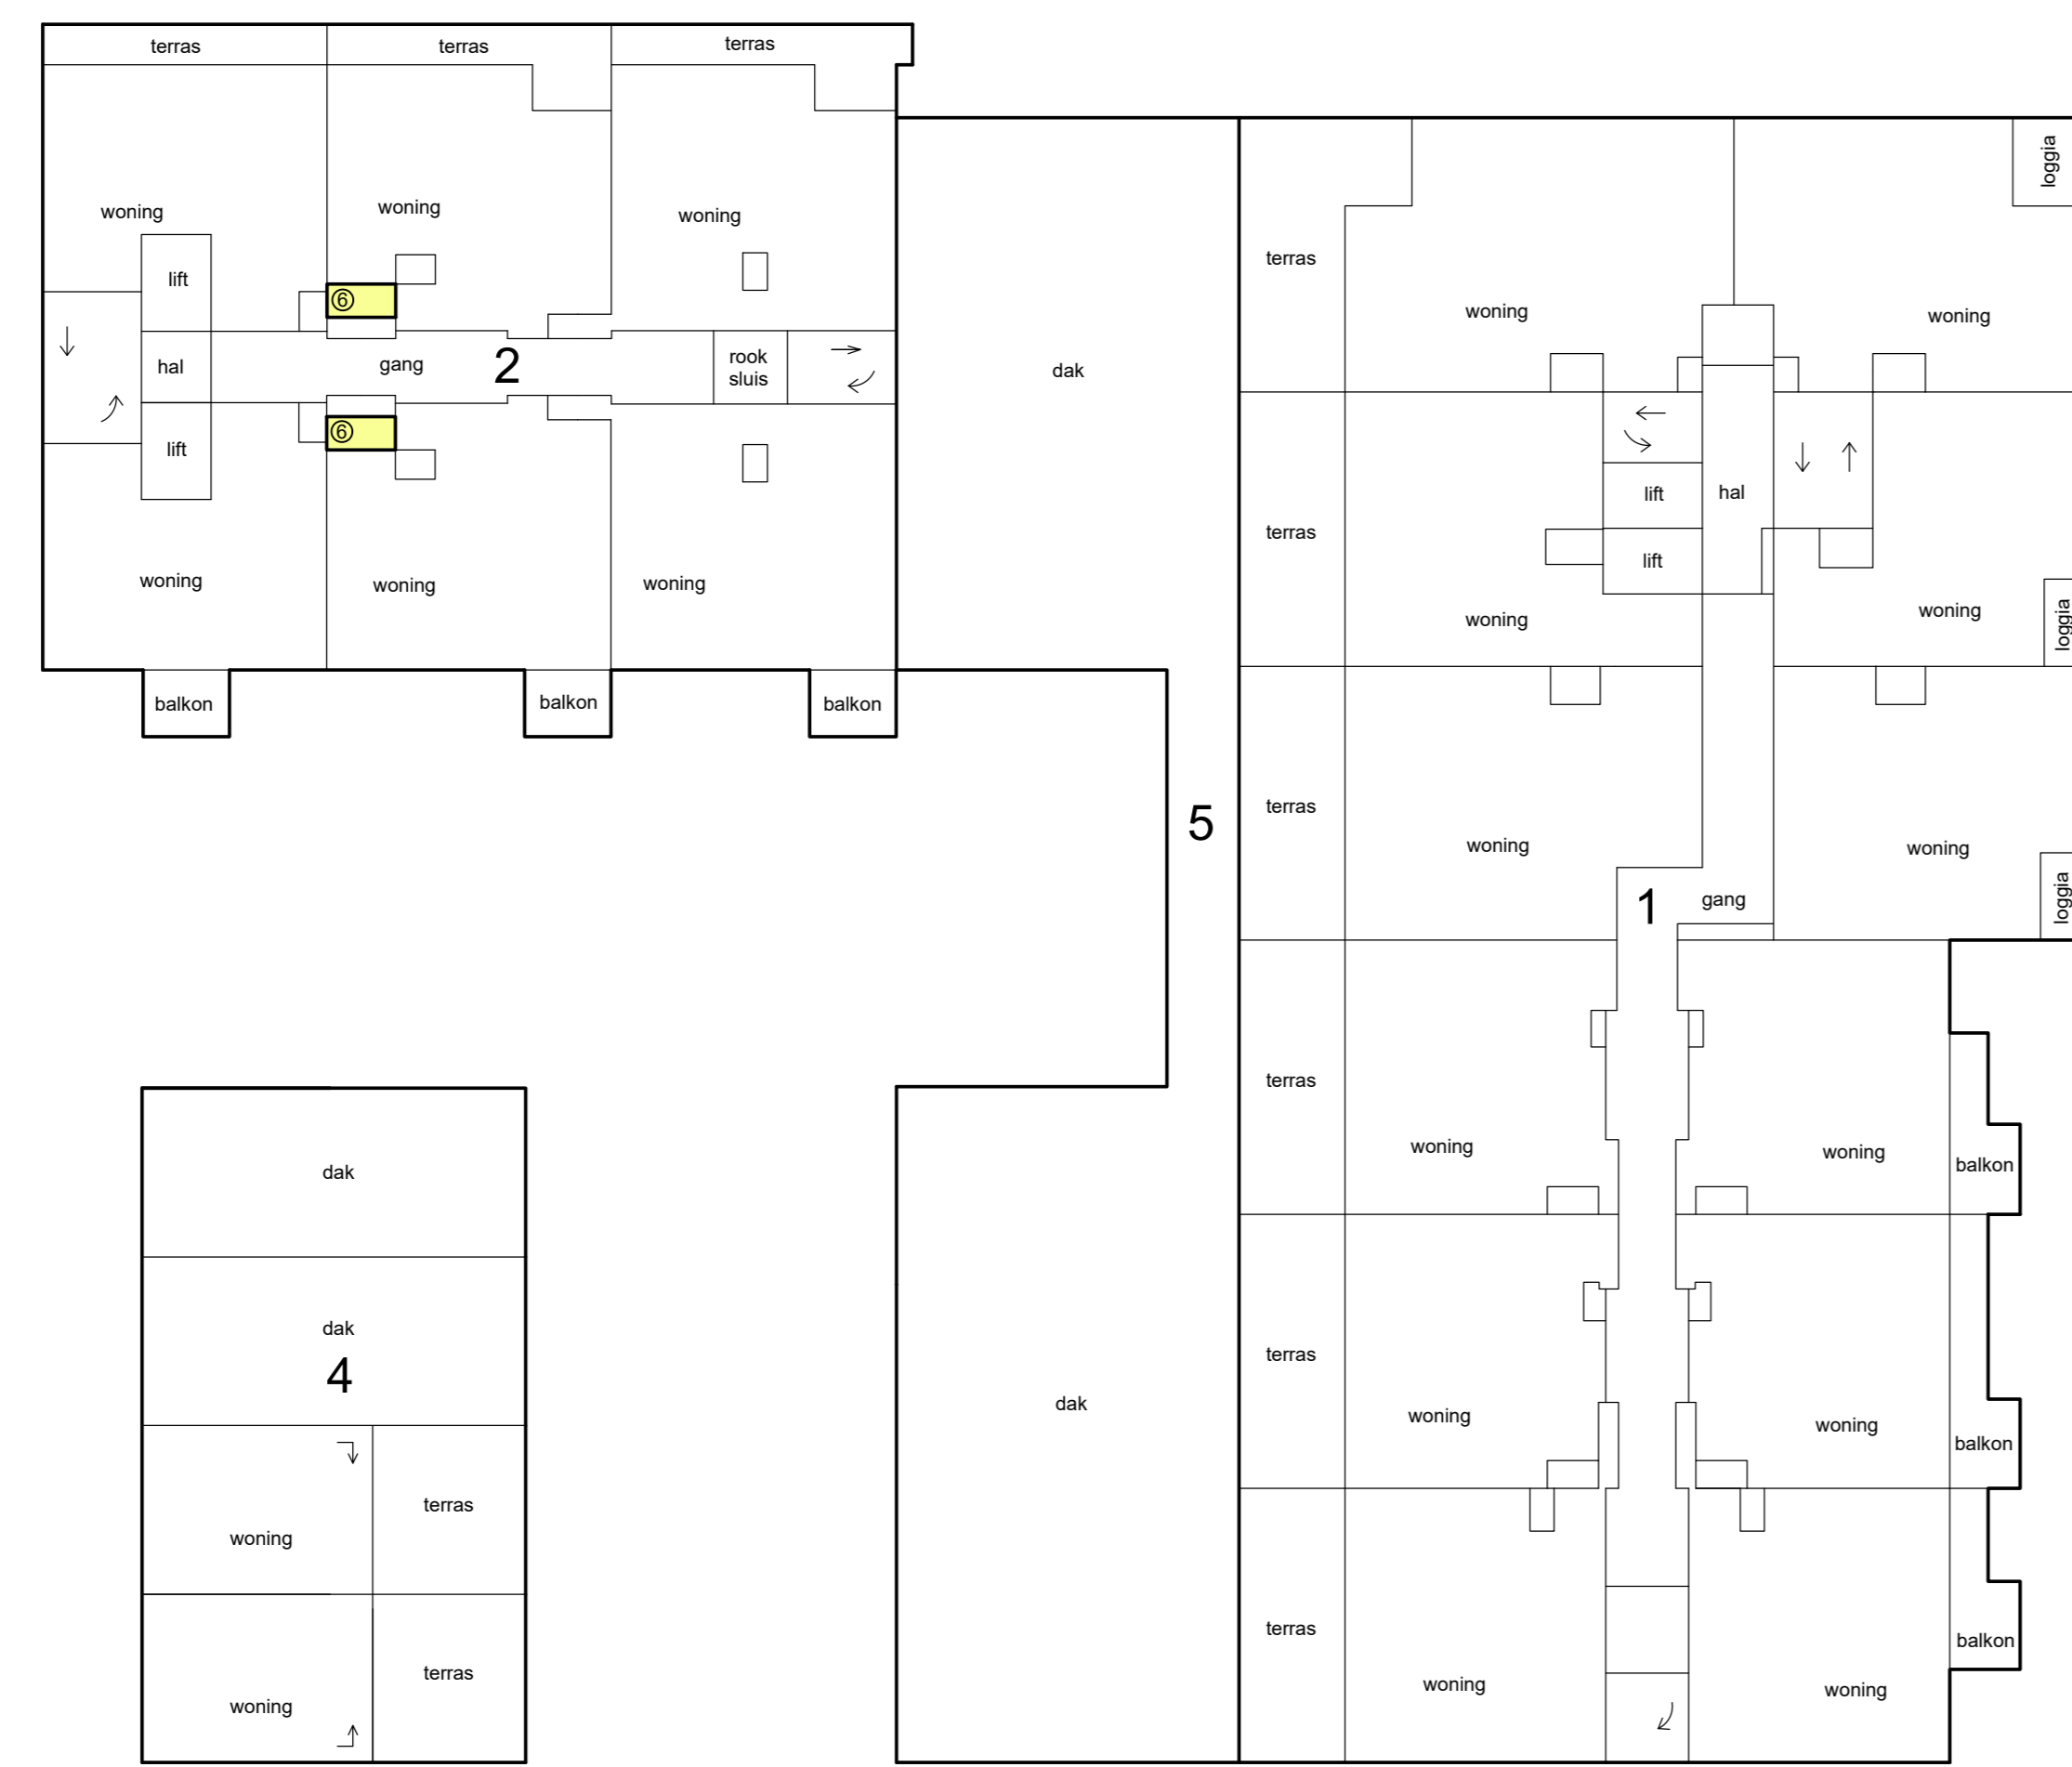 terras
terras
terras
woning
woning
woning
lift
⑥
hal
gang
2
rook
sluis
⑥
lift
woning
woning
woning
balkon
balkon
balkon
dak
5
dak
dak
dak
4
woning
terras
woning
terras
loggia
terras
woning
woning
terras
lift
hal
lift
woning
woning
loggia
terras
woning
woning
loggia
1
gang
terras
woning
woning
balkon
terras
woning
woning
balkon
terras
woning
woning
balkon